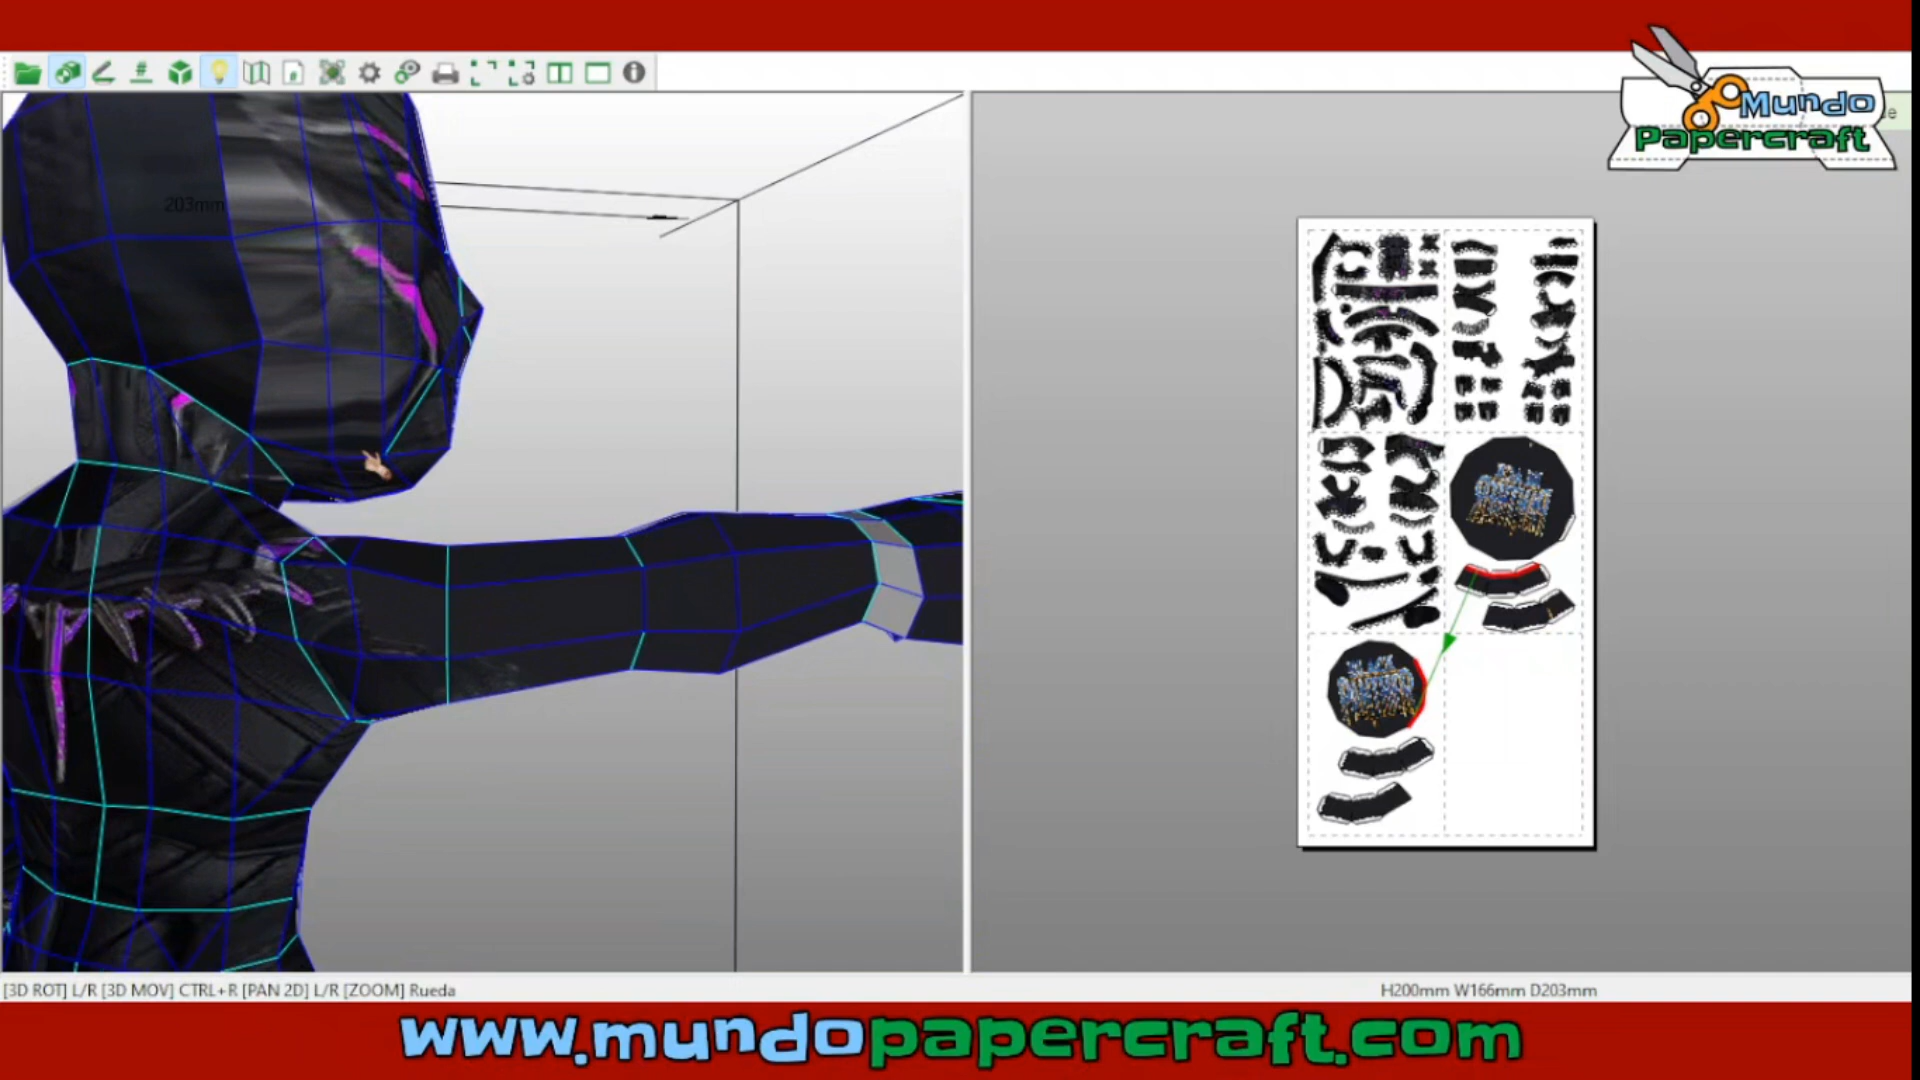 Mundo
Papercraft
203mm
[3D ROT] L/R [3D MOV] CTRL+R [PAN 2D] L/R [ZOOM] Rueda
H200mm W166mm D203mm
www.mundopapercraft.com